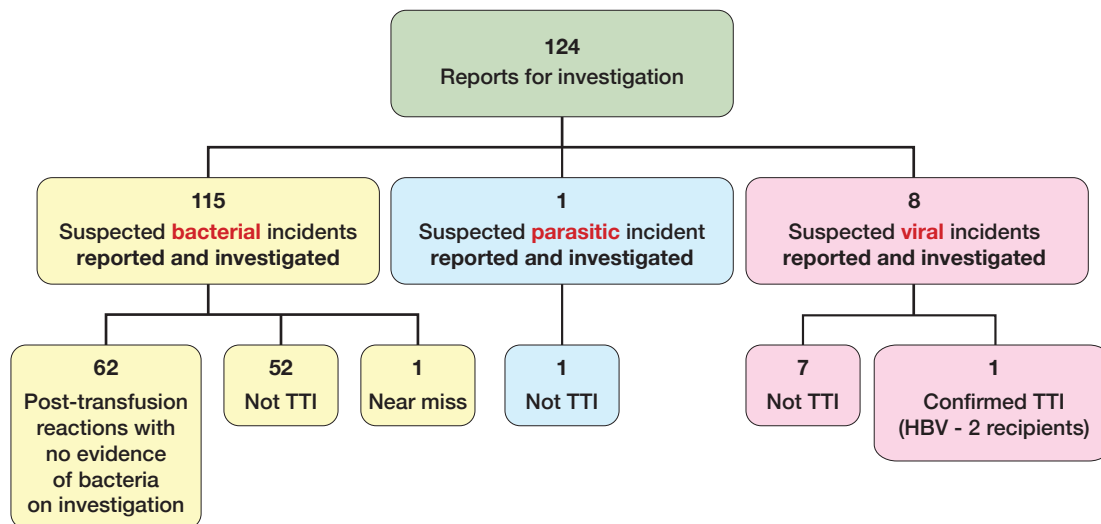 124
Reports for investigation
115
Suspected bacterial incidents
reported and investigated
1
Suspected parasitic incident
reported and investigated
8
Suspected viral incidents
reported and investigated
62
Post-transfusion
reactions with
no evidence
of bacteria
on investigation
52
Not TTI
1
Near miss
1
Not TTI
7
Not TTI
1
Confirmed TTI
(HBV - 2 recipients)